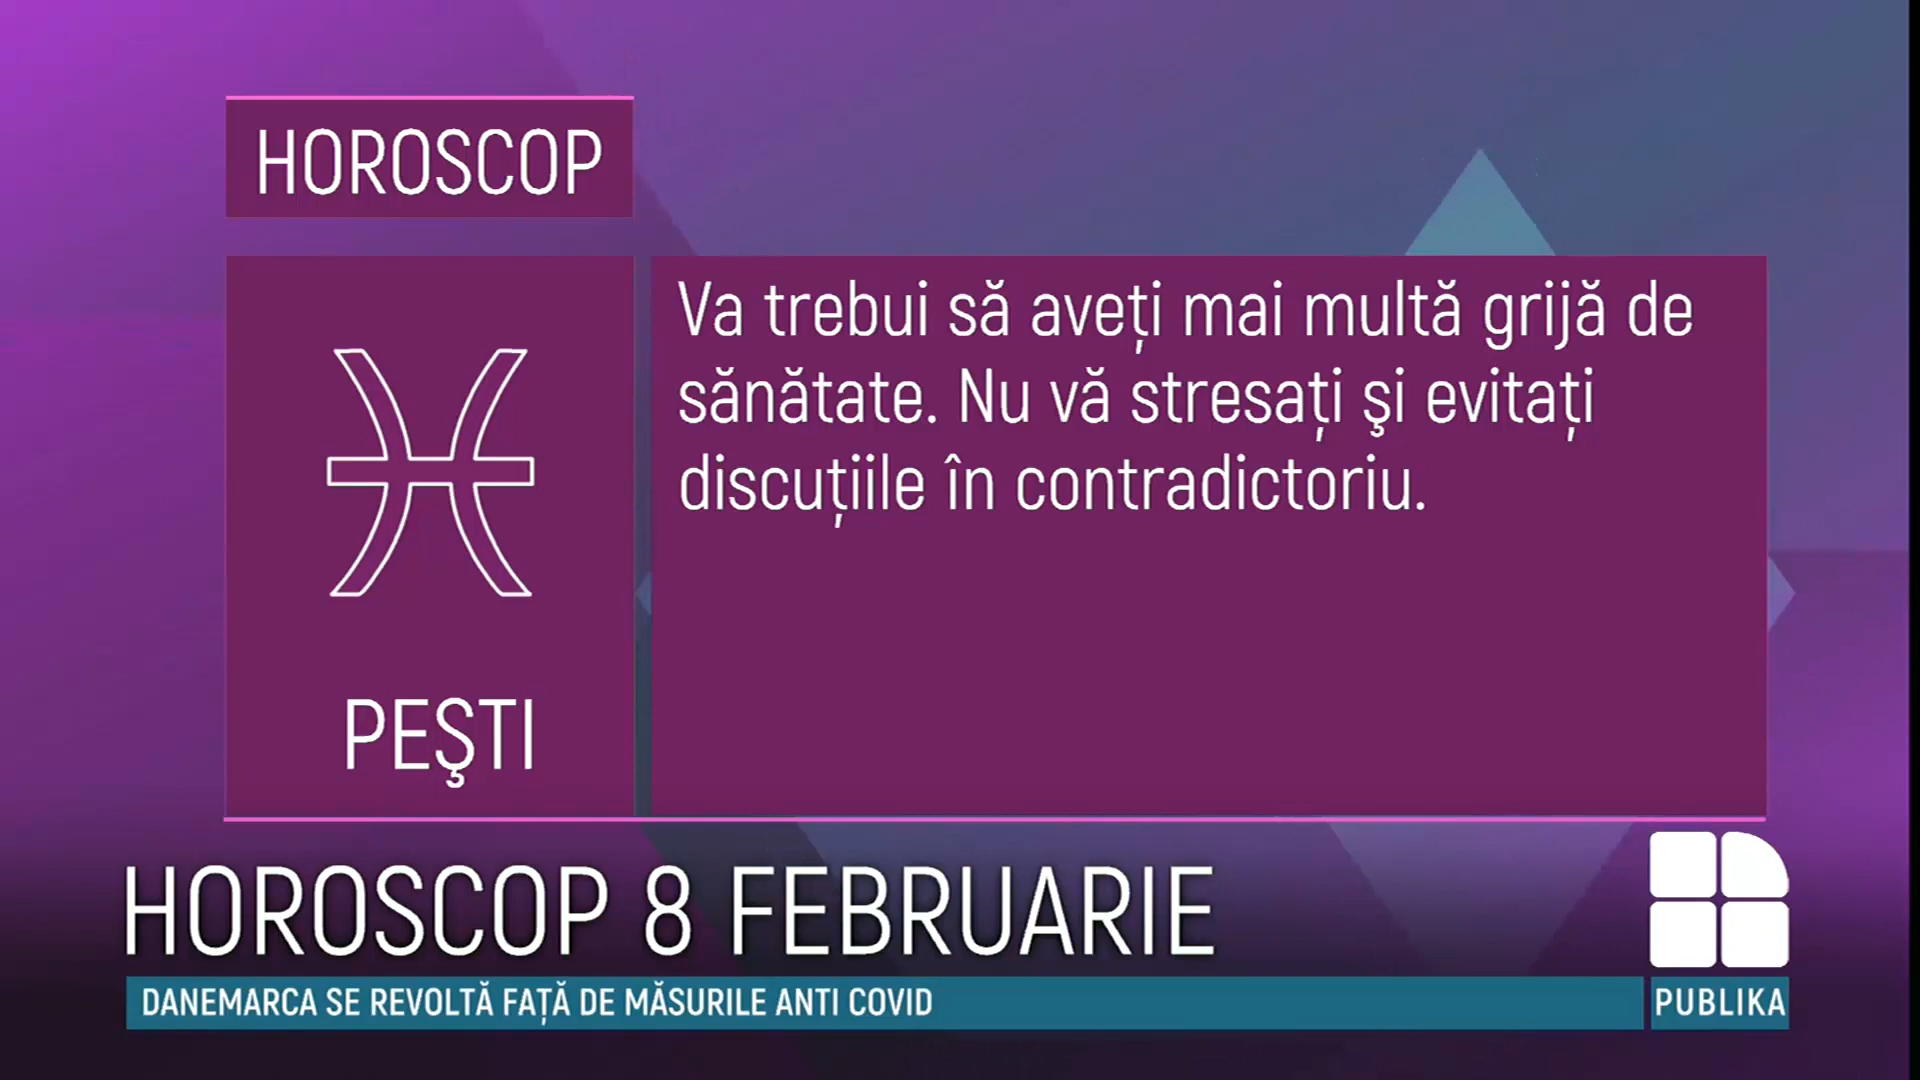 HOROSCOP
Va trebui să aveți mai multă grijă de
sănătate. Nu vă stresați şi evitați
discuțiile în contradictoriu.
PEŞTI
HOROSCOP 8 FEBRUARIE
DANEMARCA SE REVOLTĂ FAȚĂ DE MĂSURILE ANTI COVID
PUBLIKA